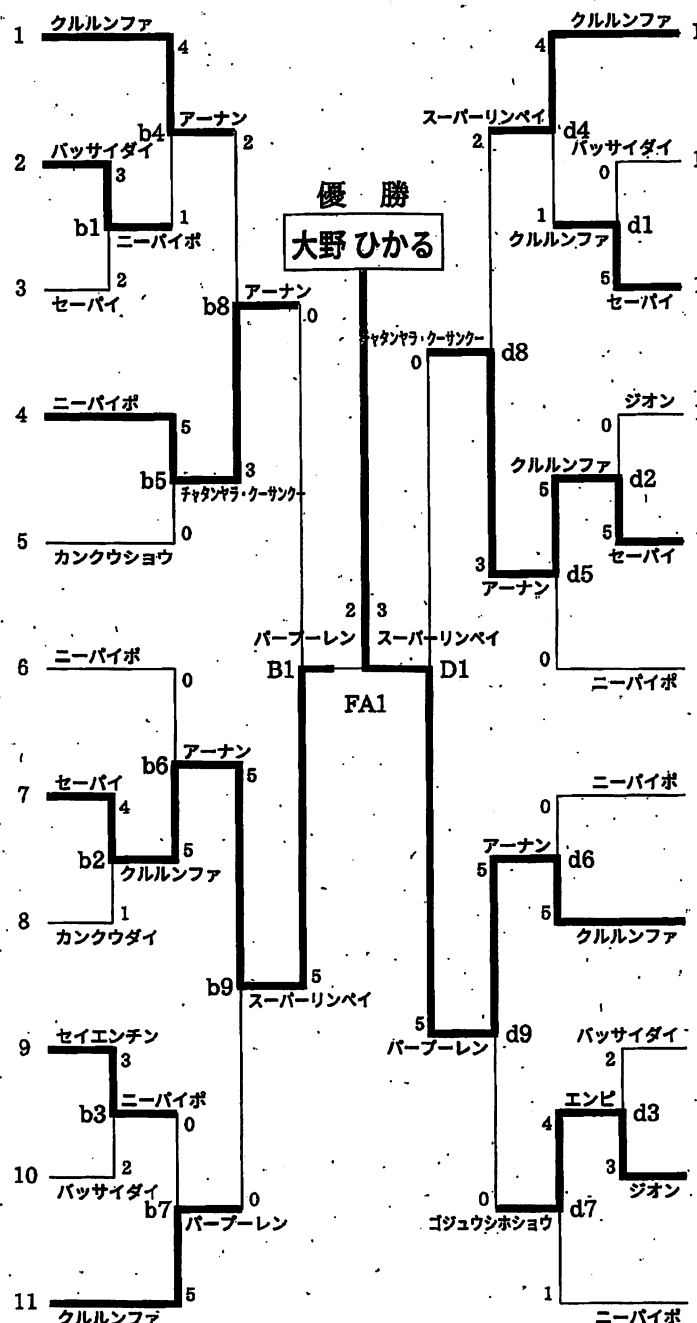 優勝
大野 ひかる
1
クルルンファ
4
b4
アーナン
2
2
バッサイダイ
3
b1
ニーパイポ
1
3
セーパイ
2
b8
アーナン
0
4
ニーパイポ
5
b5
チャタンヤラ・クーサンクー
3
5
カンクウショウ
0
6
ニーパイポ
0
b6
アーナン
5
7
セーパイ
4
b2
クルルンファ
5
8
カンクウダイ
1
b9
スーパーリンペイ
5
9
セイエンチン
3
b3
ニーパイポ
0
10
バッサイダイ
2
b7
パープーレン
0
11
クルルンファ
5
2
3
パープーレン
スーパーリンペイ
B1
D1
FA1
クルルンファ
4
スーパーリンペイ
2
d4
バッサイダイ
0
1
クルルンファ
d1
5
セーパイ
チャタンヤラ・クーサンクー
0
d8
ジオン
0
クルルンファ
5
d2
5
セーパイ
3
アーナン
d5
0
ニーパイポ
ニーパイポ
0
アーナン
5
d6
5
クルルンファ
5
パープーレン
d9
バッサイダイ
2
エンピ
4
d3
3
ジオン
0
ゴジュウシホショウ
d7
1
ニーパイポ